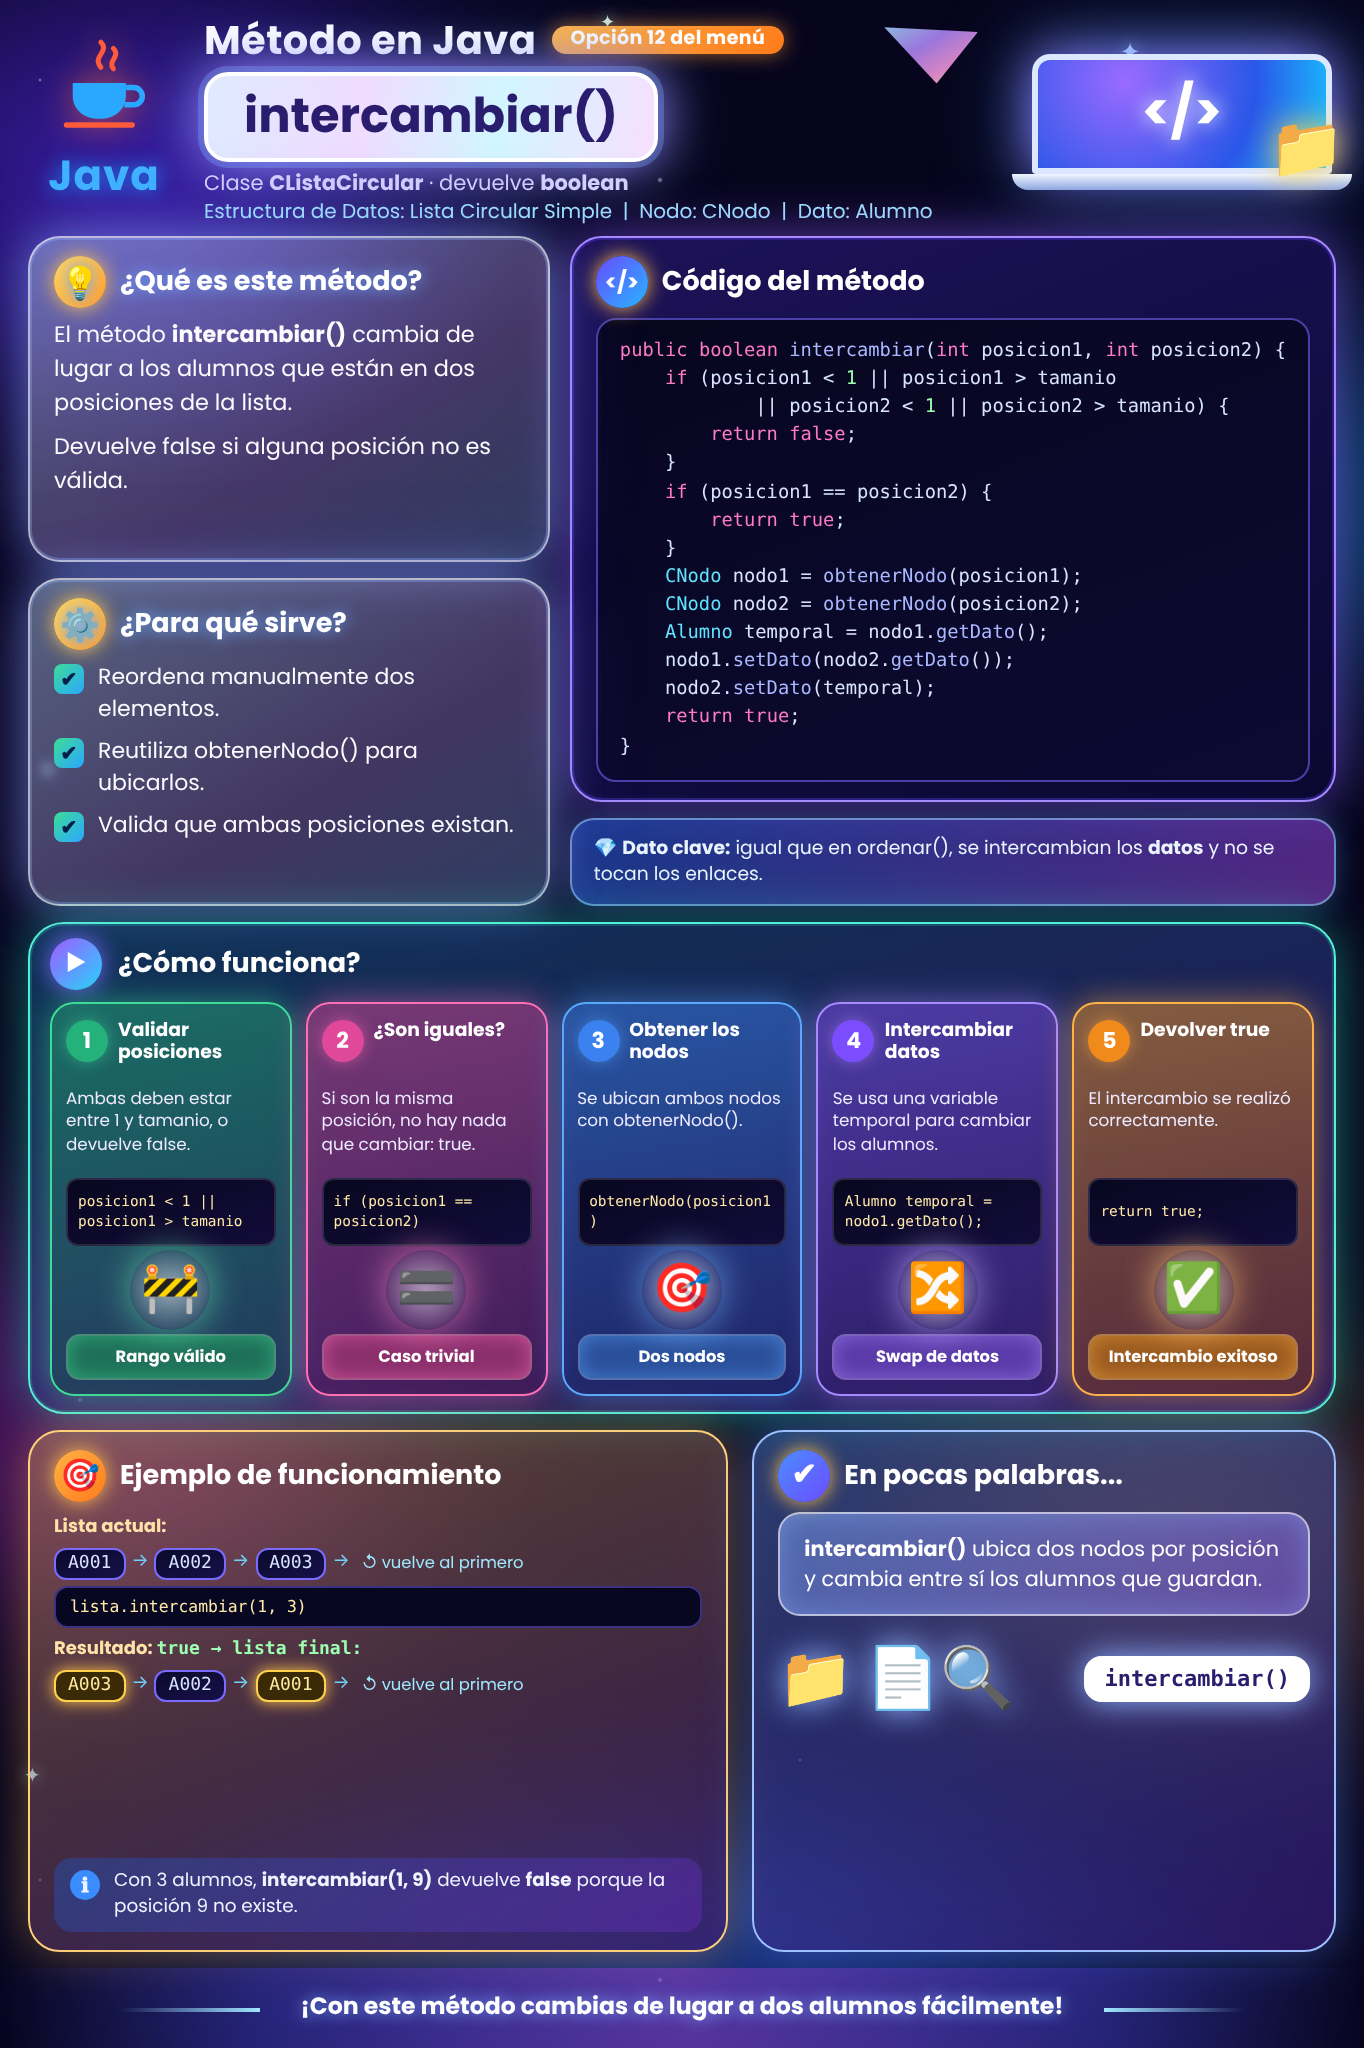 Método en Java
Opción 12 del menú
intercambiar()
Java
Clase CListaCircular · devuelve boolean
Estructura de Datos: Lista Circular Simple | Nodo: CNodo | Dato: Alumno
</>
💡 ¿Qué es este método?
El método intercambiar() cambia de
lugar a los alumnos que están en dos
posiciones de la lista.
Devuelve false si alguna posición no es
válida.
⚙️ ¿Para qué sirve?
✔ Reordena manualmente dos
elementos.
✔ Reutiliza obtenerNodo() para
ubicarlos.
✔ Valida que ambas posiciones existan.
</> Código del método
public boolean intercambiar(int posicion1, int posicion2) {
    if (posicion1 < 1 || posicion1 > tamanio
            || posicion2 < 1 || posicion2 > tamanio) {
        return false;
    }
    if (posicion1 == posicion2) {
        return true;
    }
    CNodo nodo1 = obtenerNodo(posicion1);
    CNodo nodo2 = obtenerNodo(posicion2);
    Alumno temporal = nodo1.getDato();
    nodo1.setDato(nodo2.getDato());
    nodo2.setDato(temporal);
    return true;
}
💎 Dato clave: igual que en ordenar(), se intercambian los datos y no se
tocan los enlaces.
▶ ¿Cómo funciona?
1 Validar
posiciones
Ambas deben estar
entre 1 y tamanio, o
devuelve false.
posicion1 < 1 ||
posicion1 > tamanio
Rango válido
2 ¿Son iguales?
Si son la misma
posición, no hay nada
que cambiar: true.
if (posicion1 ==
posicion2)
Caso trivial
3 Obtener los
nodos
Se ubican ambos nodos
con obtenerNodo().
obtenerNodo(posicion1
)
Dos nodos
4 Intercambiar
datos
Se usa una variable
temporal para cambiar
los alumnos.
Alumno temporal =
nodo1.getDato();
Swap de datos
5 Devolver true
El intercambio se realizó
correctamente.
return true;
Intercambio exitoso
🎯 Ejemplo de funcionamiento
Lista actual:
A001 → A002 → A003 → ↺ vuelve al primero
lista.intercambiar(1, 3)
Resultado: true → lista final:
A003 → A002 → A001 → ↺ vuelve al primero
ℹ Con 3 alumnos, intercambiar(1, 9) devuelve false porque la
posición 9 no existe.
✔ En pocas palabras...
intercambiar() ubica dos nodos por posición
y cambia entre sí los alumnos que guardan.
intercambiar()
¡Con este método cambias de lugar a dos alumnos fácilmente!